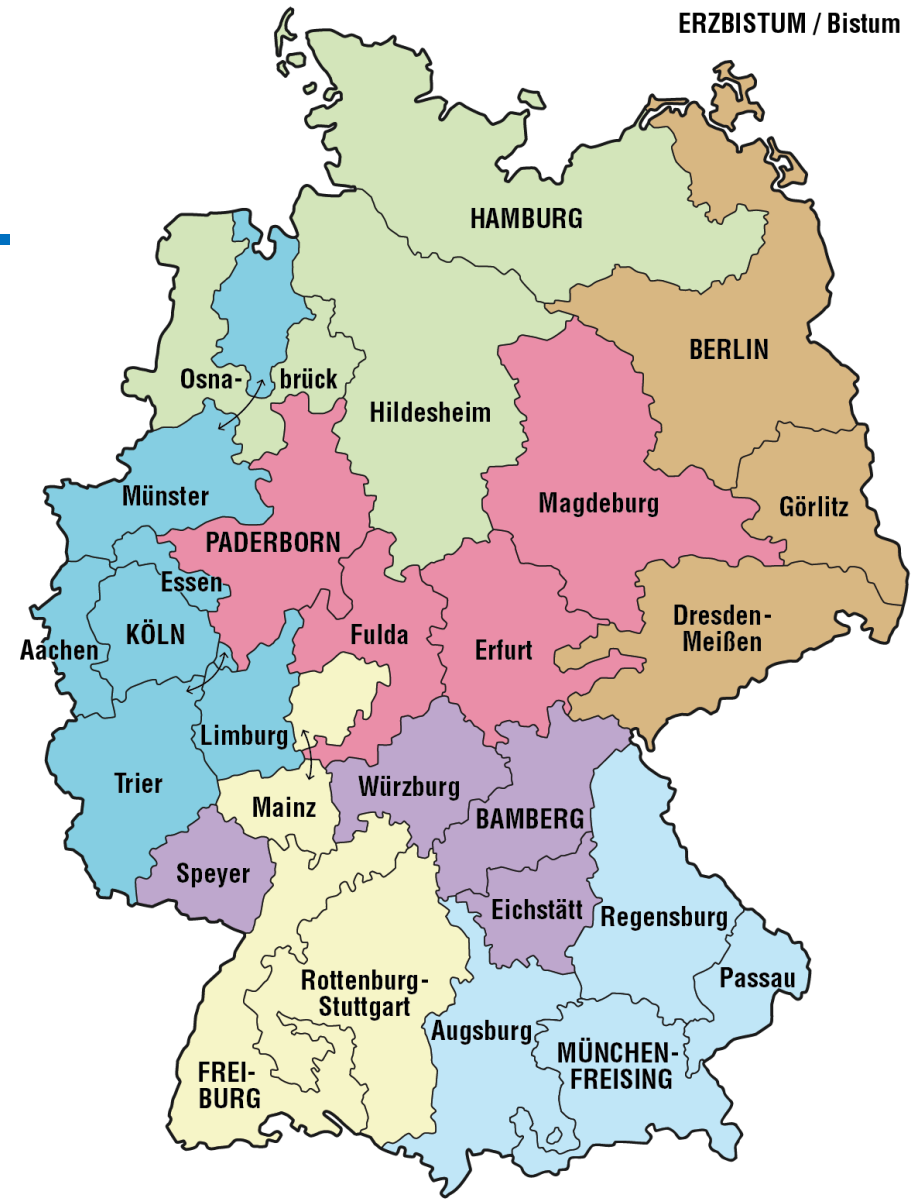 ERZBISTUM / Bistum
HAMBURG
BERLIN
Osna- brück
Hildesheim
Münster
Magdeburg
Görlitz
PADERBORN
Essen
Dresden-
Meißen
KÖLN
Fulda
Aachen
Erfurt
Limburg
Trier
Würzburg
Mainz
BAMBERG
Speyer
Eichstätt
Regensburg
Passau
Rottenburg-
Stuttgart
Augsburg
MÜNCHEN-
FREISING
FREI-
BURG